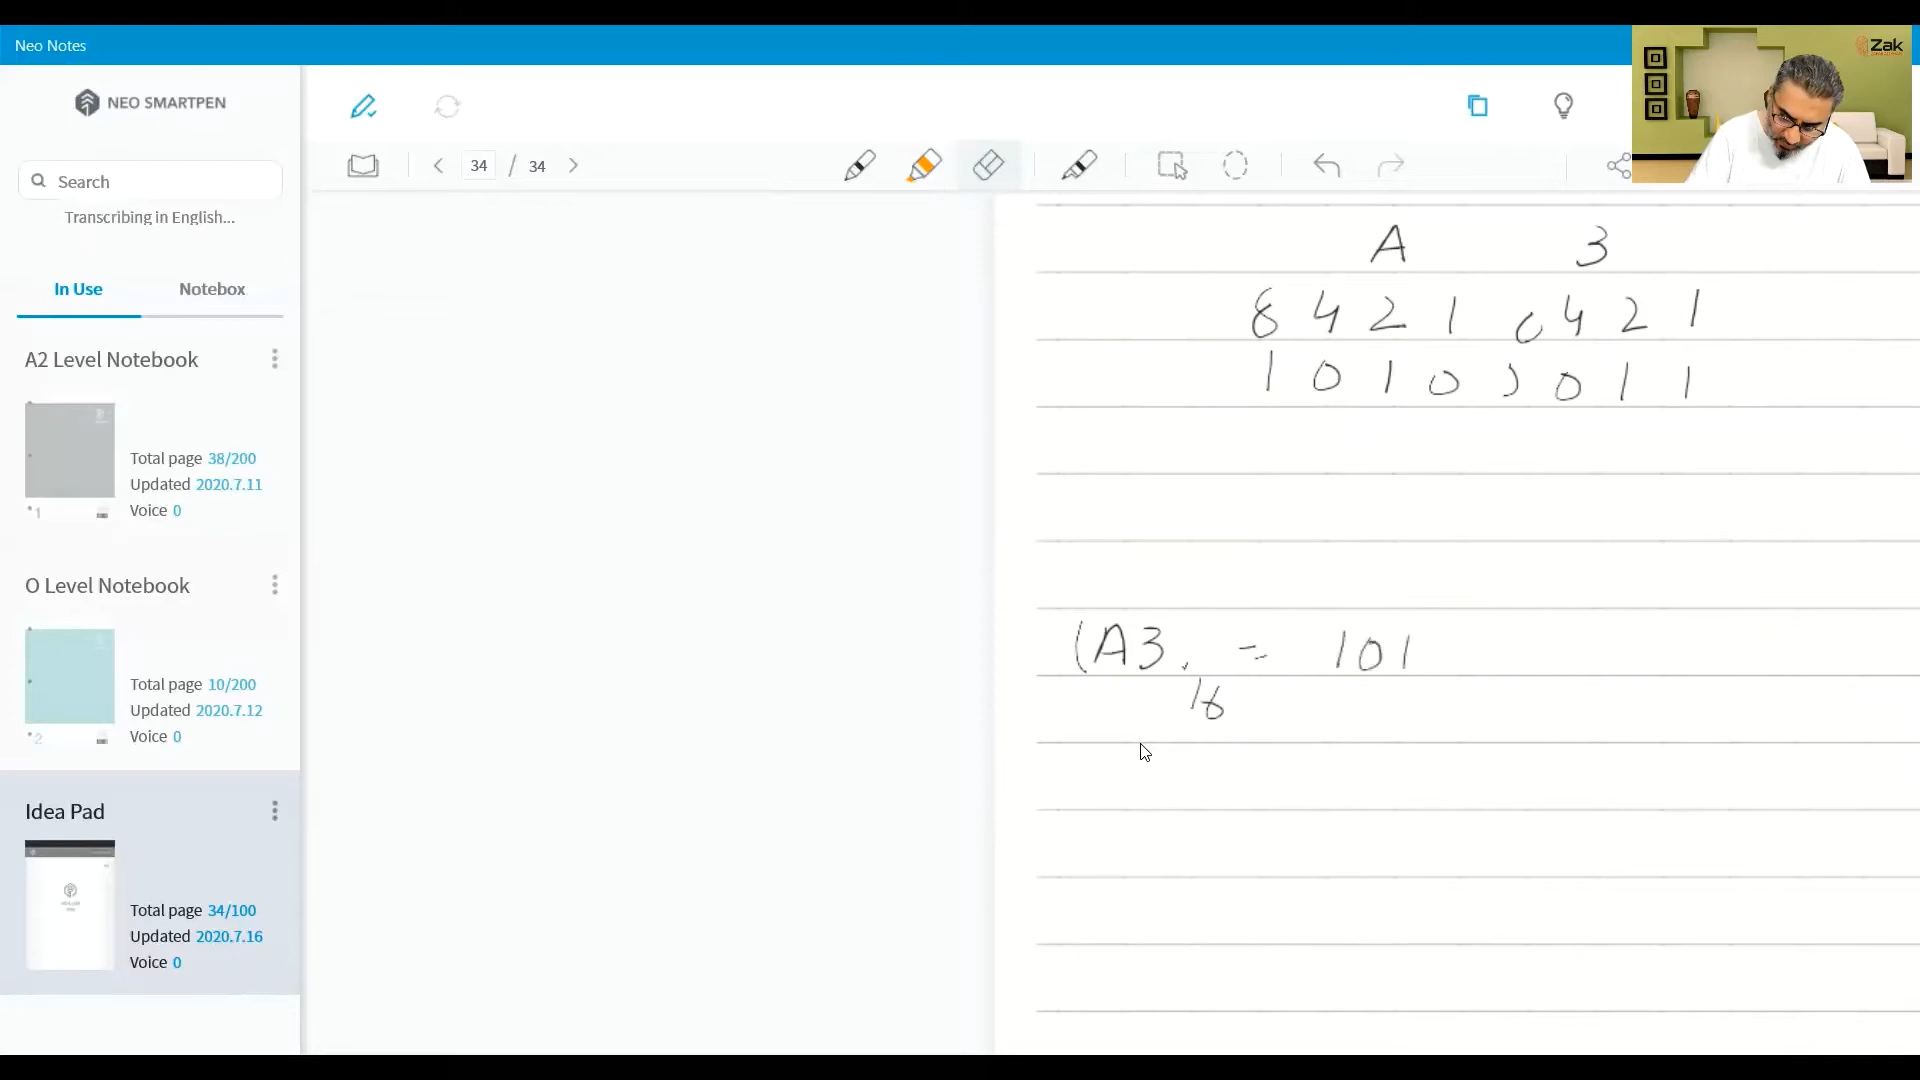 Neo Notes
Zak
NEO SMARTPEN
34 / 34
Search
Transcribing in English...
In Use Notebox
A2 Level Notebook
Total page 38/200
Updated 2020.7.11
Voice 0
1
O Level Notebook
Total page 10/200
Updated 2020.7.12
Voice 0
2
Idea Pad
Total page 34/100
Updated 2020.7.16
Voice 0
A 3
8 4 2 1 8 4 2 1
1 0 1 0 0 0 1 1
(A3) = 101
16